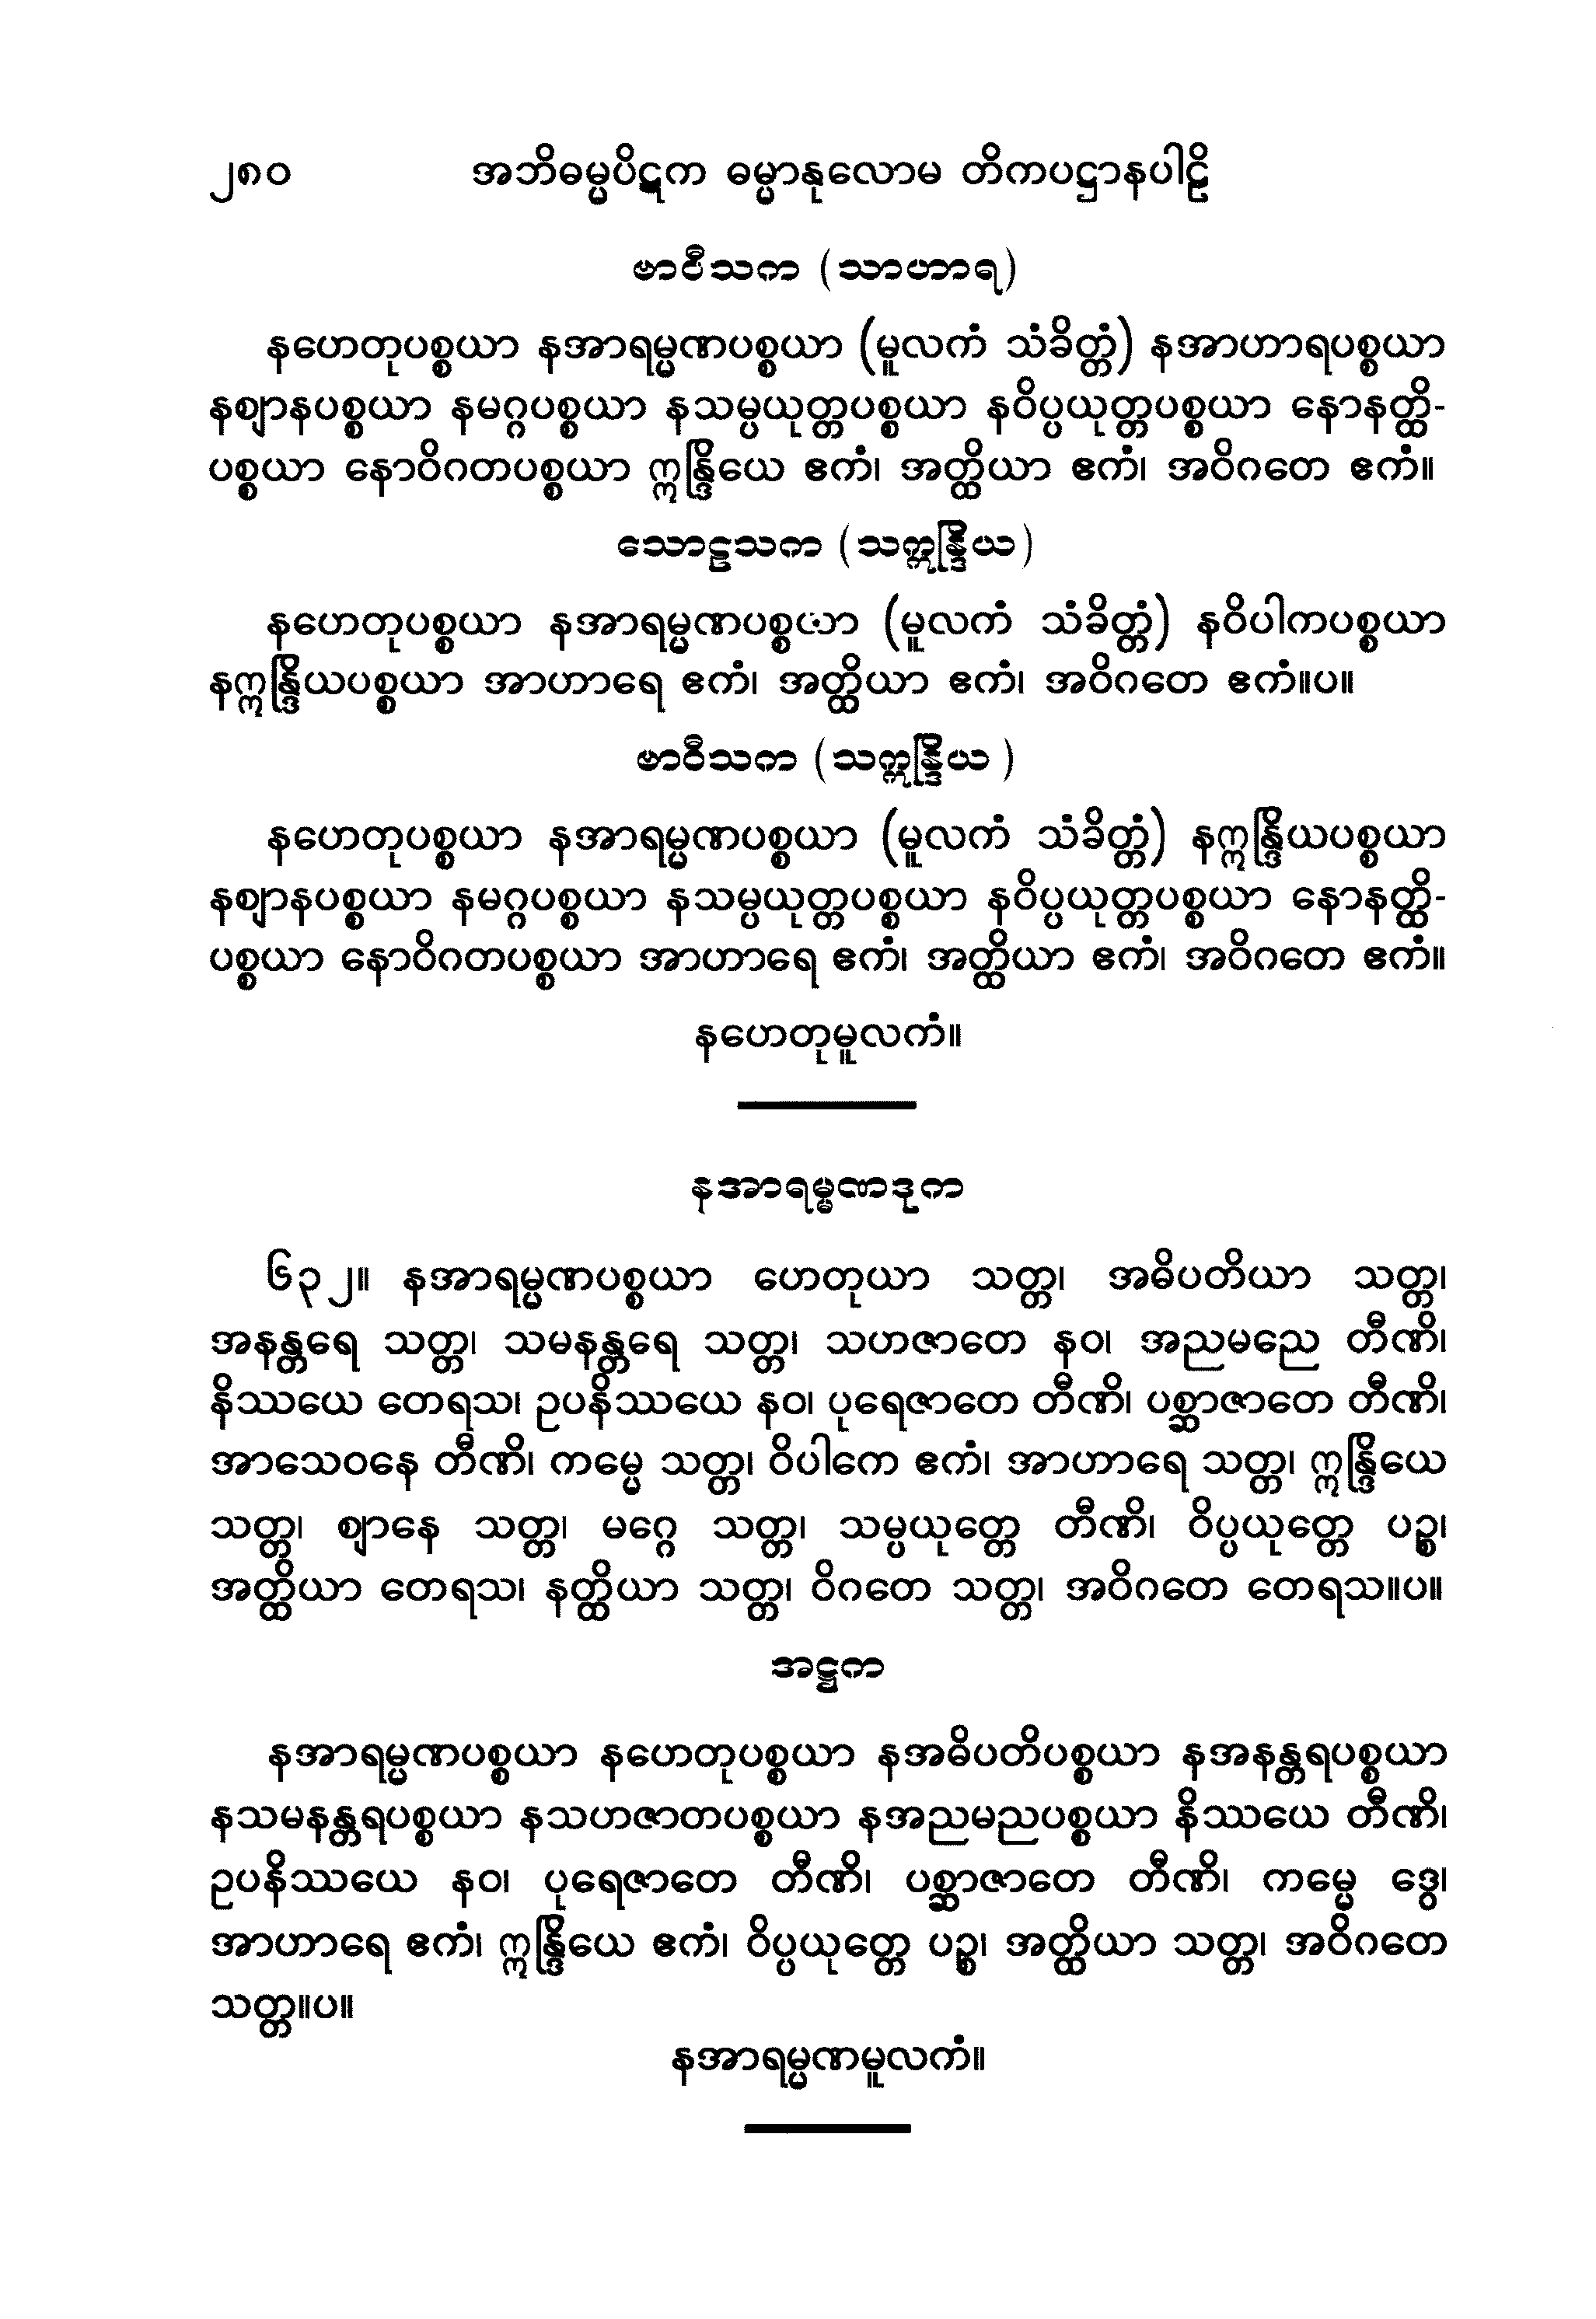 ၂၈၀ အဘိဓမ္မပိဋက ဓမ္မာနုလောမ တိကပဋ္ဌာနပါဠိ
ဗာဝီသက (သာဟာရ)
နဟေတုပစ္စယာ နအာရမ္မဏပစ္စယာ (မူလကံ သံခိတ္တံ) နအာဟာရပစ္စယာ
နဈာနပစ္စယာ နမဂ္ဂပစ္စယာ နသမ္ပယုတ္တပစ္စယာ နဝိပ္ပယုတ္တပစ္စယာ နောနတ္ထိ-
ပစ္စယာ နောဝိဂတပစ္စယာ ဣန္ဒြိယေ ဧကံ၊ အတ္ထိယာ ဧကံ၊ အဝိဂတေ ဧကံ။
သောဠသက (သဣန္ဒြိယ)
နဟေတုပစ္စယာ နအာရမ္မဏပစ္စယာ (မူလကံ သံခိတ္တံ) နဝိပါကပစ္စယာ
နဣန္ဒြိယပစ္စယာ အာဟာရေ ဧကံ၊ အတ္ထိယာ ဧကံ၊ အဝိဂတေ ဧကံ။ပ။
ဗာဝီသက (သဣန္ဒြိယ )
နဟေတုပစ္စယာ နအာရမ္မဏပစ္စယာ (မူလကံ သံခိတ္တံ) နဣန္ဒြိယပစ္စယာ
နဈာနပစ္စယာ နမဂ္ဂပစ္စယာ နသမ္ပယုတ္တပစ္စယာ နဝိပ္ပယုတ္တပစ္စယာ နောနတ္ထိ-
ပစ္စယာ နောဝိဂတပစ္စယာ အာဟာရေ ဧကံ၊ အတ္ထိယာ ဧကံ၊ အဝိဂတေ ဧကံ။
နဟေတုမူလကံ။
နအာရမ္မဏဒုက
၆၃၂။ နအာရမ္မဏပစ္စယာ ဟေတုယာ သတ္တ၊ အဓိပတိယာ သတ္တ၊
အနန္တရေ သတ္တ၊ သမနန္တရေ သတ္တ၊ သဟဇာတေ နဝ၊ အညမညေ တီဏိ၊
နိဿယေ တေရသ၊ ဥပနိဿယေ နဝ၊ ပုရေဇာတေ တီဏိ၊ ပစ္ဆာဇာတေ တီဏိ၊
အာသေဝနေ တီဏိ၊ ကမ္မေ သတ္တ၊ ဝိပါကေ ဧကံ၊ အာဟာရေ သတ္တ၊ ဣန္ဒြိယေ
သတ္တ၊ ဈာနေ သတ္တ၊ မဂ္ဂေ သတ္တ၊ သမ္ပယုတ္တေ တီဏိ၊ ဝိပ္ပယုတ္တေ ပဉ္စ၊
အတ္ထိယာ တေရသ၊ နတ္ထိယာ သတ္တ၊ ဝိဂတေ သတ္တ၊ အဝိဂတေ တေရသ။ပ။
အဋ္ဌက
နအာရမ္မဏပစ္စယာ နဟေတုပစ္စယာ နအဓိပတိပစ္စယာ နအနန္တရပစ္စယာ
နသမနန္တရပစ္စယာ နသဟဇာတပစ္စယာ နအညမညပစ္စယာ နိဿယေ တီဏိ၊
ဥပနိဿယေ နဝ၊ ပုရေဇာတေ တီဏိ၊ ပစ္ဆာဇာတေ တီဏိ၊ ကမ္မေ ဒွေ၊
အာဟာရေ ဧကံ၊ ဣန္ဒြိယေ ဧကံ၊ ဝိပ္ပယုတ္တေ ပဉ္စ၊ အတ္ထိယာ သတ္တ၊ အဝိဂတေ
သတ္တ။ပ။
နအာရမ္မဏမူလကံ။